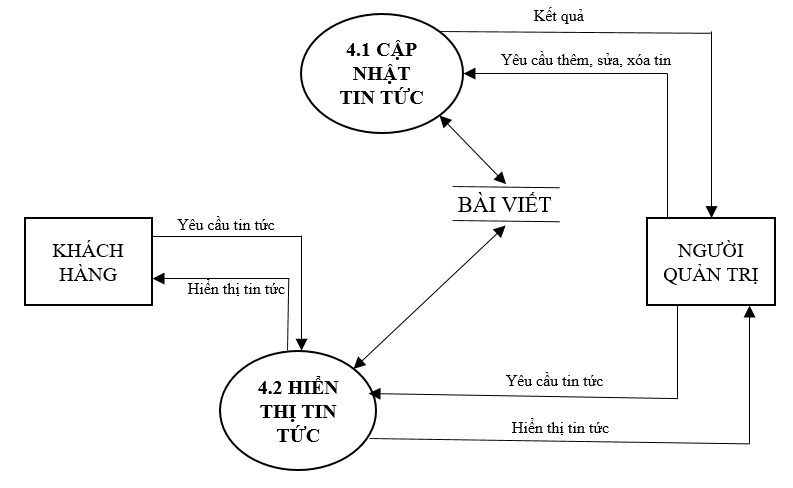 Kết quả
4.1 CẬP
NHẬT
TIN TỨC
Yêu cầu thêm, sửa, xóa tin
BÀI VIẾT
Yêu cầu tin tức
KHÁCH
HÀNG
NGƯỜI
QUẢN TRỊ
Hiển thị tin tức
4.2 HIỂN
THỊ TIN
TỨC
Yêu cầu tin tức
Hiển thị tin tức